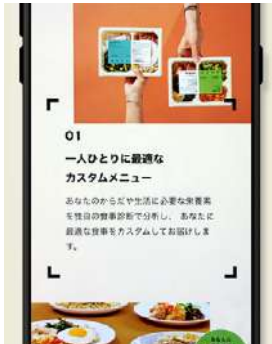 01
一人ひとりに最適な
カスタムメニュー
あなたのからだや生活に必要な栄養素
を独自の食事診断で分析し、あなたに
最適な食事をカスタムしてお届けしま
す。